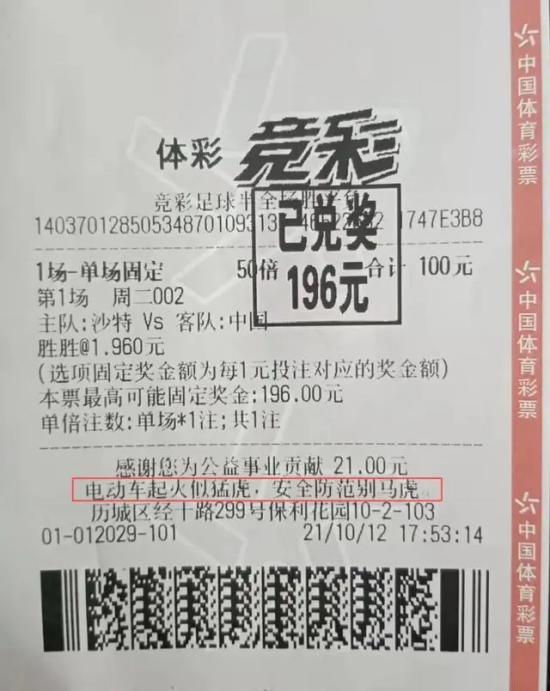 体彩 竞彩
竞彩足球半全场胜平负
1747E3B8
已兑奖
196元
1场-单场固定 50倍 合计 100元
第1场 周二002
主队:沙特 Vs 客队:中国
胜胜@1.960元
(选项固定奖金额为每1元投注对应的奖金额)
本票最高可能固定奖金:196.00元
单倍注数:单场*1注;共1注
感谢您为公益事业贡献 21.00元
电动车起火似猛虎,安全防范别马虎。
历城区经十路299号保利花园10-2-103
01-012029-101 21/10/12 17:53:14
中国体育彩票
中国体育彩票
中国体育彩票